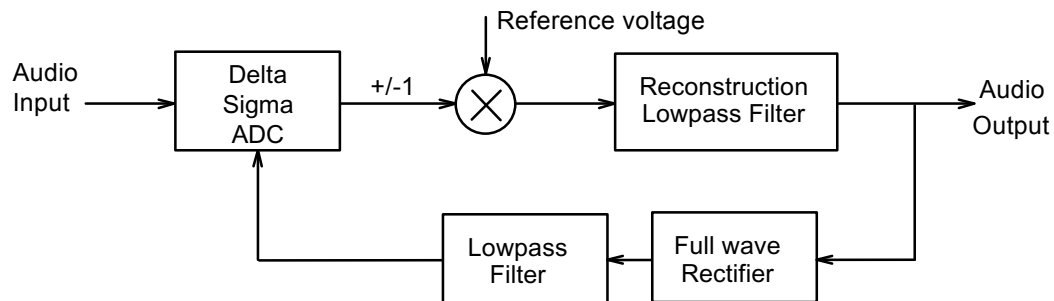 Reference voltage
Audio
Input
Delta
Sigma
ADC
+/-1
Reconstruction
Lowpass Filter
Audio
Output
Lowpass
Filter
Full wave
Rectifier